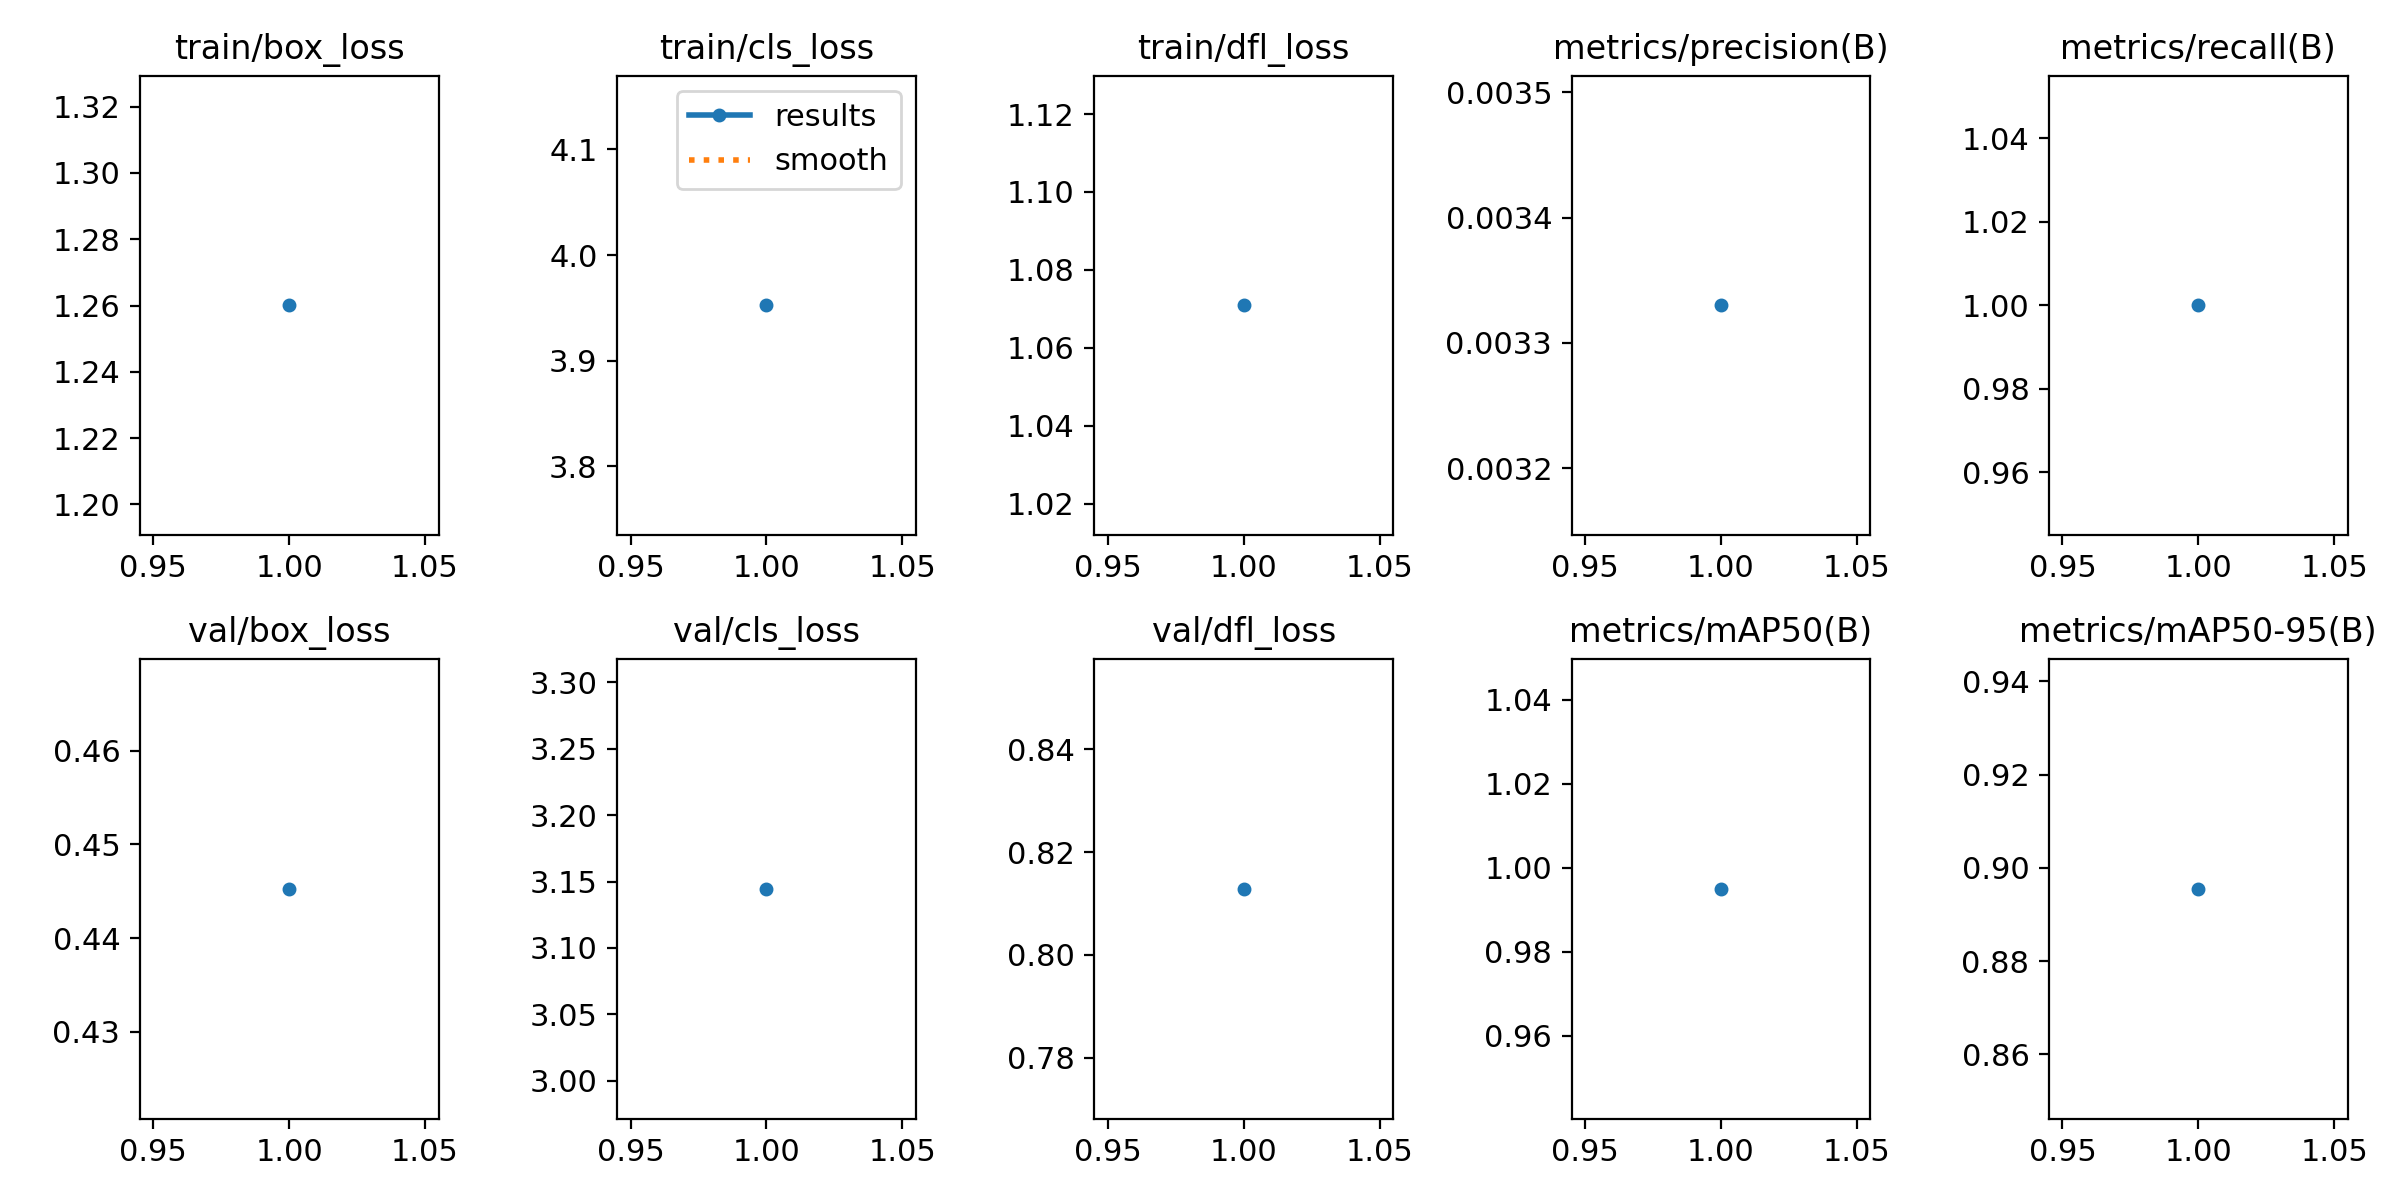 train/box_loss
1.32
1.30
1.28
1.26
1.24
1.22
1.20
0.95 1.00 1.05
train/cls_loss
results
smooth
4.1
4.0
3.9
3.8
0.95 1.00 1.05
train/dfl_loss
1.12
1.10
1.08
1.06
1.04
1.02
0.95 1.00 1.05
metrics/precision(B)
0.0035
0.0034
0.0033
0.0032
0.95 1.00 1.05
metrics/recall(B)
1.04
1.02
1.00
0.98
0.96
0.95 1.00 1.05
val/box_loss
0.46
0.45
0.44
0.43
0.95 1.00 1.05
val/cls_loss
3.30
3.25
3.20
3.15
3.10
3.05
3.00
0.95 1.00 1.05
val/dfl_loss
0.84
0.82
0.80
0.78
0.95 1.00 1.05
metrics/mAP50(B)
1.04
1.02
1.00
0.98
0.96
0.95 1.00 1.05
metrics/mAP50-95(B)
0.94
0.92
0.90
0.88
0.86
0.95 1.00 1.05